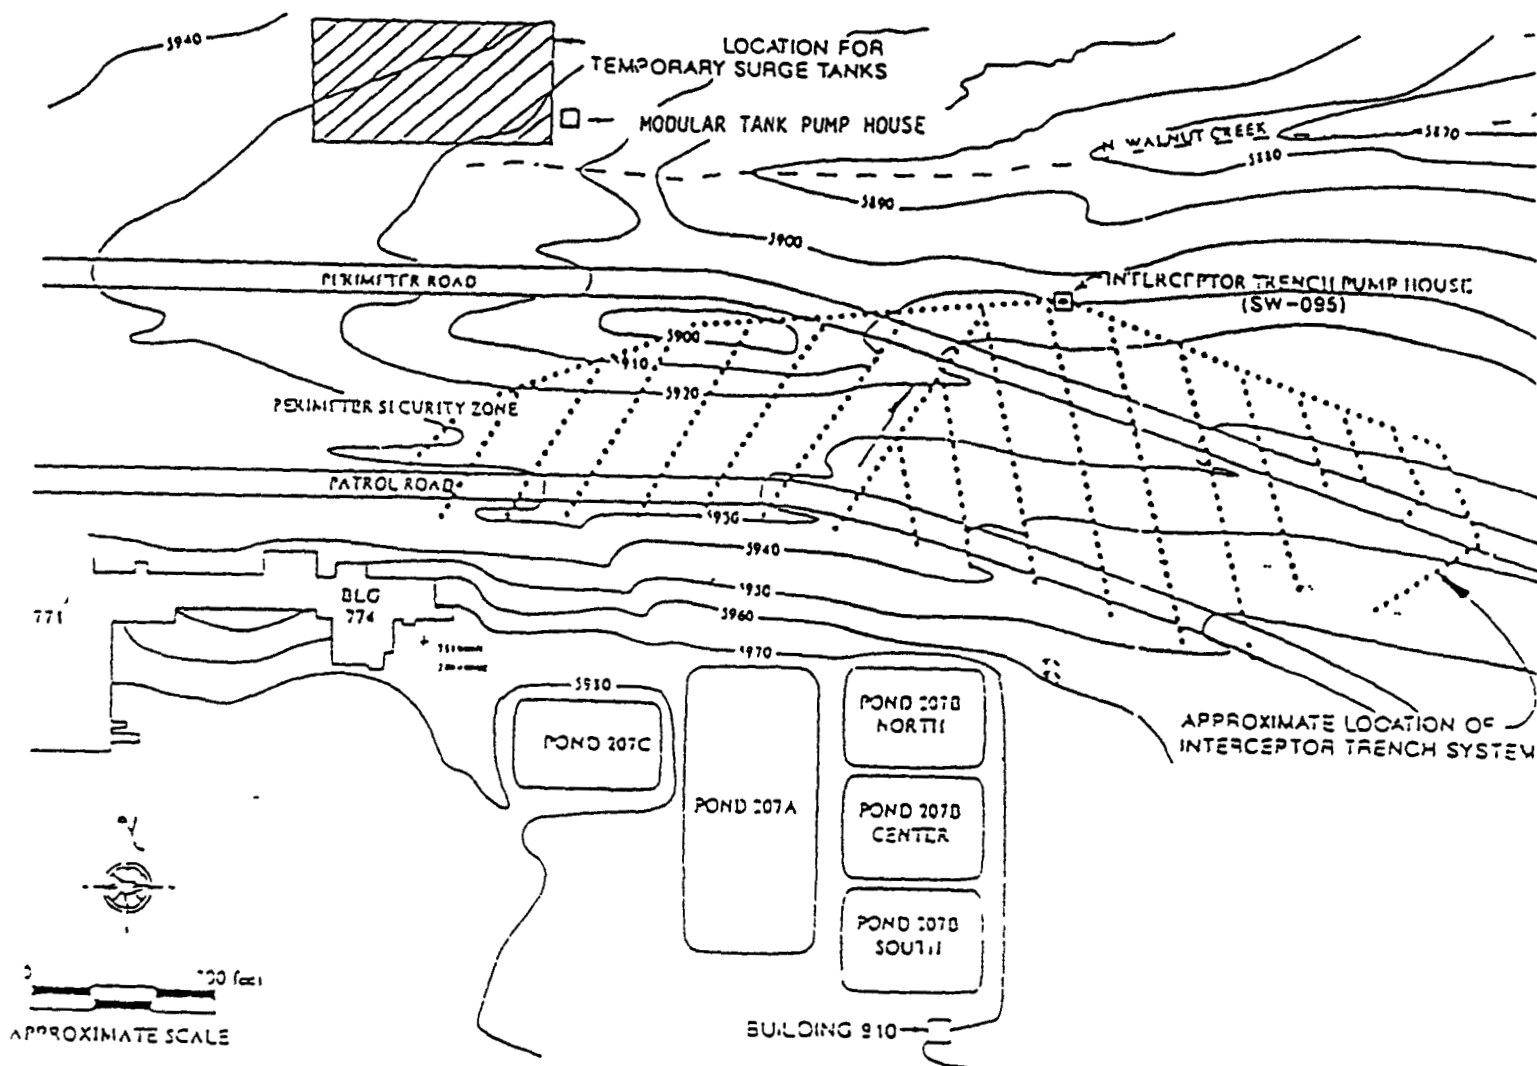 5940
LOCATION FOR
TEMPORARY SURGE TANKS
MODULAR TANK PUMP HOUSE
N WALNUT CREEK
5870
5880
5890
5900
PERIMETER ROAD
INTERCEPTOR TRENCH PUMP HOUSE
(SW-095)
5900
5910
5920
PERIMETER SECURITY ZONE
PATROL ROAD
5930
5940
5950
5960
5970
BLG
774
771
5980
POND 207C
POND 207A
POND 207B
NORTH
POND 207B
CENTER
POND 207B
SOUTH
APPROXIMATE LOCATION OF
INTERCEPTOR TRENCH SYSTEM
BUILDING 910
APPROXIMATE SCALE